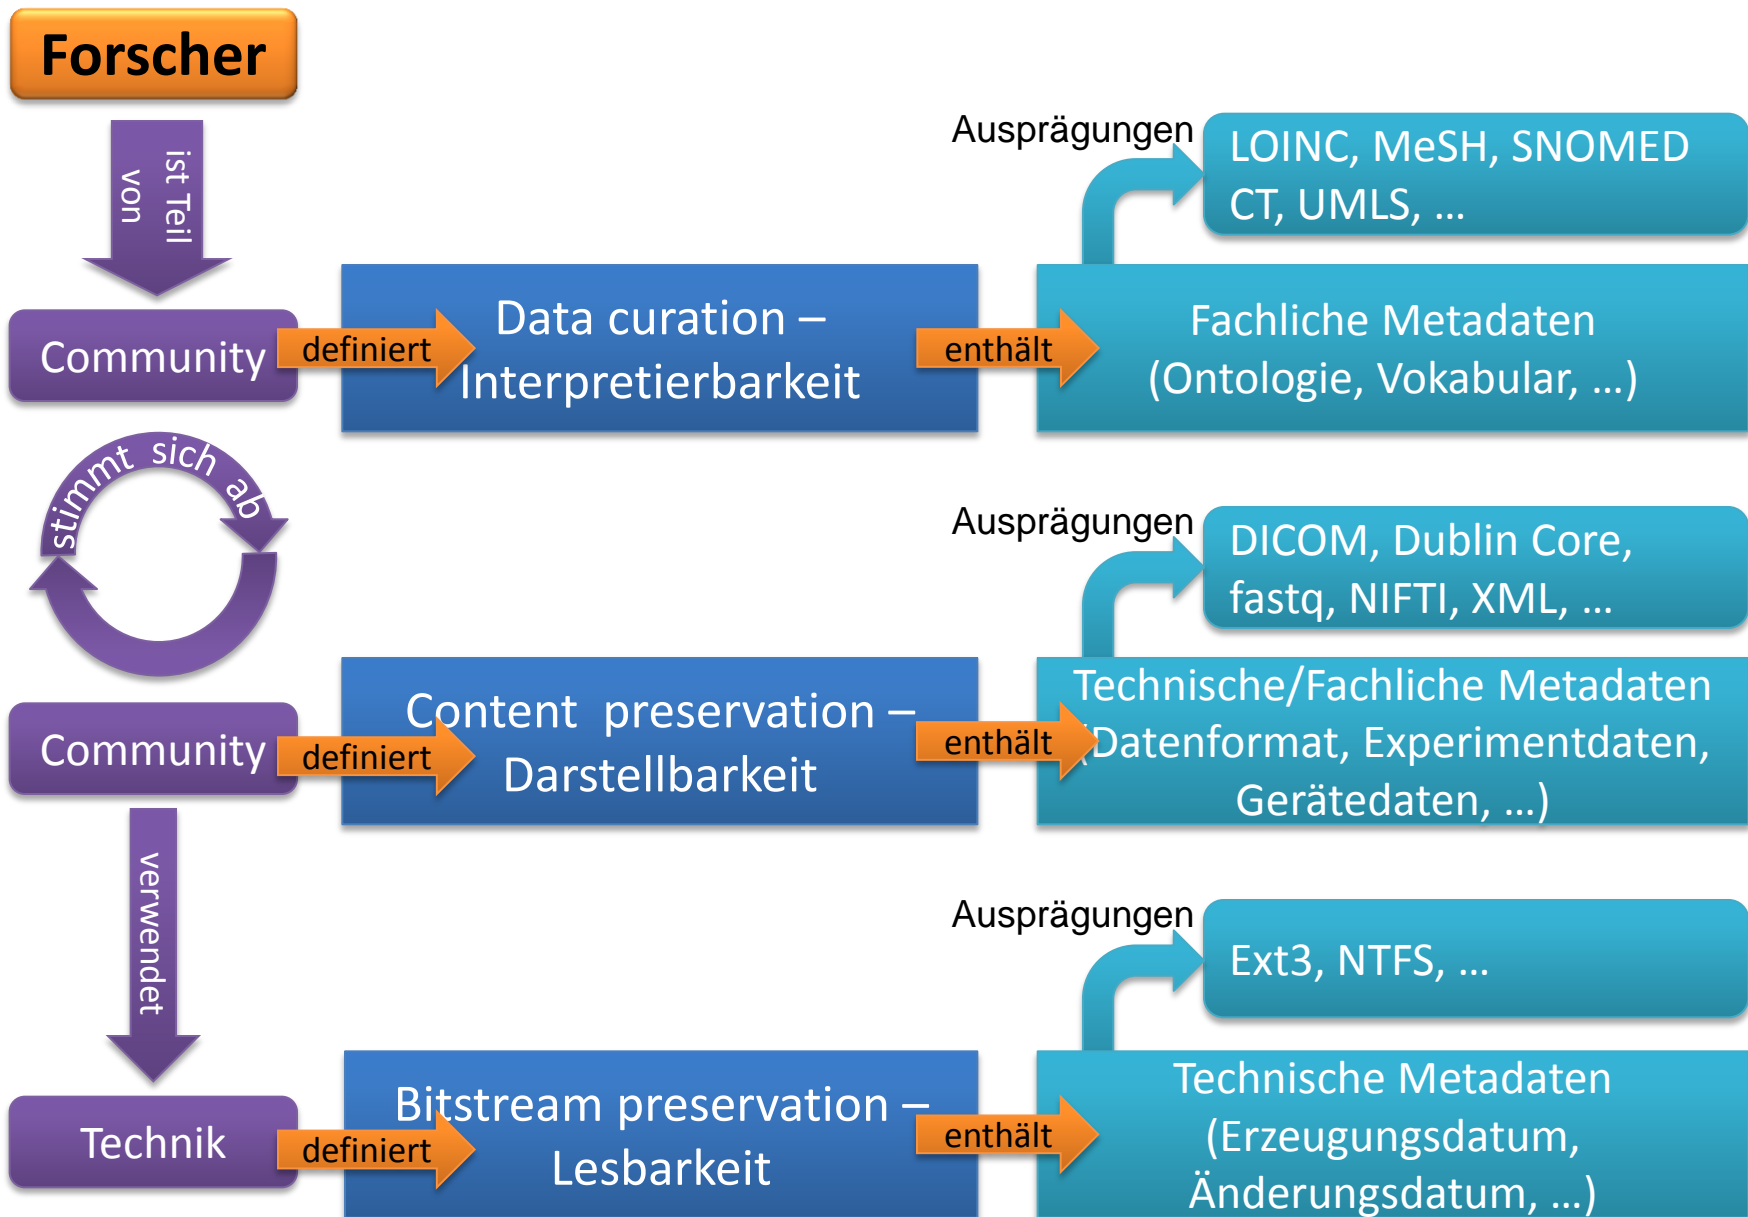 Forscher
ist Teil
von
Ausprägungen
LOINC, MeSH, SNOMED
CT, UMLS, ...
Community
definiert
Data curation –
Interpretierbarkeit
enthält
Fachliche Metadaten
(Ontologie, Vokabular, ...)
stimmt sich ab
Ausprägungen
DICOM, Dublin Core,
fastq, NIFTI, XML, ...
Community
definiert
Content preservation –
Darstellbarkeit
enthält
Technische/Fachliche Metadaten
(Datenformat, Experimentdaten,
Gerätedaten, ...)
verwendet
Ausprägungen
Ext3, NTFS, ...
Technik
definiert
Bitstream preservation –
Lesbarkeit
enthält
Technische Metadaten
(Erzeugungsdatum,
Änderungsdatum, ...)